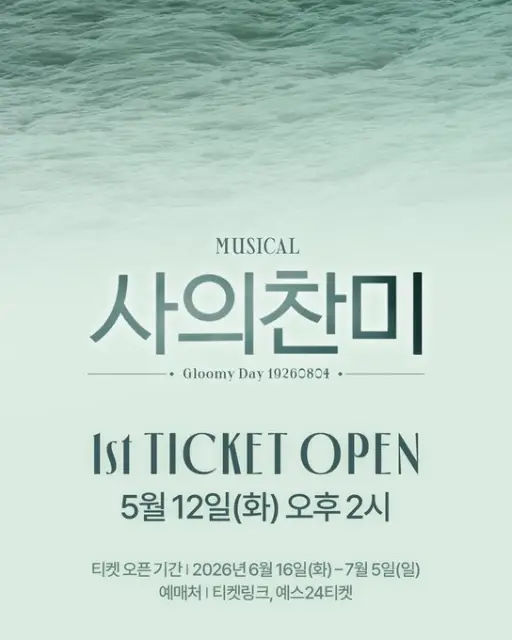 MUSICAL
사의찬미
• Gloomy Day 19260804 •
1st TICKET OPEN
5월 12일(화) 오후 2시
티켓 오픈 기간 | 2026년 6월 16일(화) – 7월 5일(일)
예매처 | 티켓링크, 예스24티켓